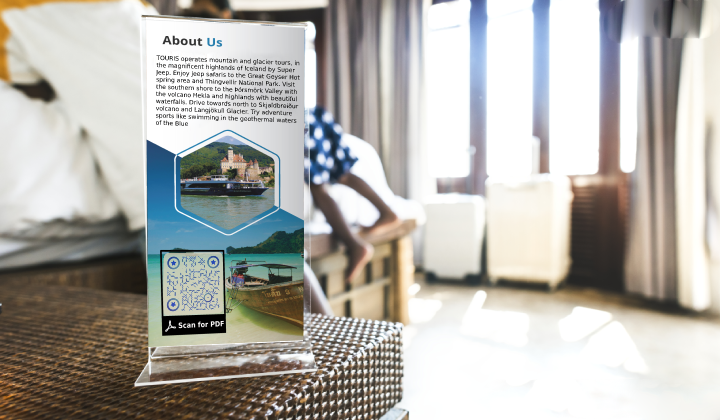 About Us
TOURIS operates mountain and glacier tours, in
the magnificent highlands of Iceland by Super
Jeep. Enjoy jeep safaris to the Great Goyser Hot
spring area and Thingvellir National Park. Visit
the southern shore to the Þórsmörk Valley with
the volcano Hekla and highlands with beautiful
waterfalls. Drive towards north to Skjaldbreiður
volcano and Langjökull Glacier. Try adventure
sports like swimming in the geothermal waters
of the Blue
Scan for PDF